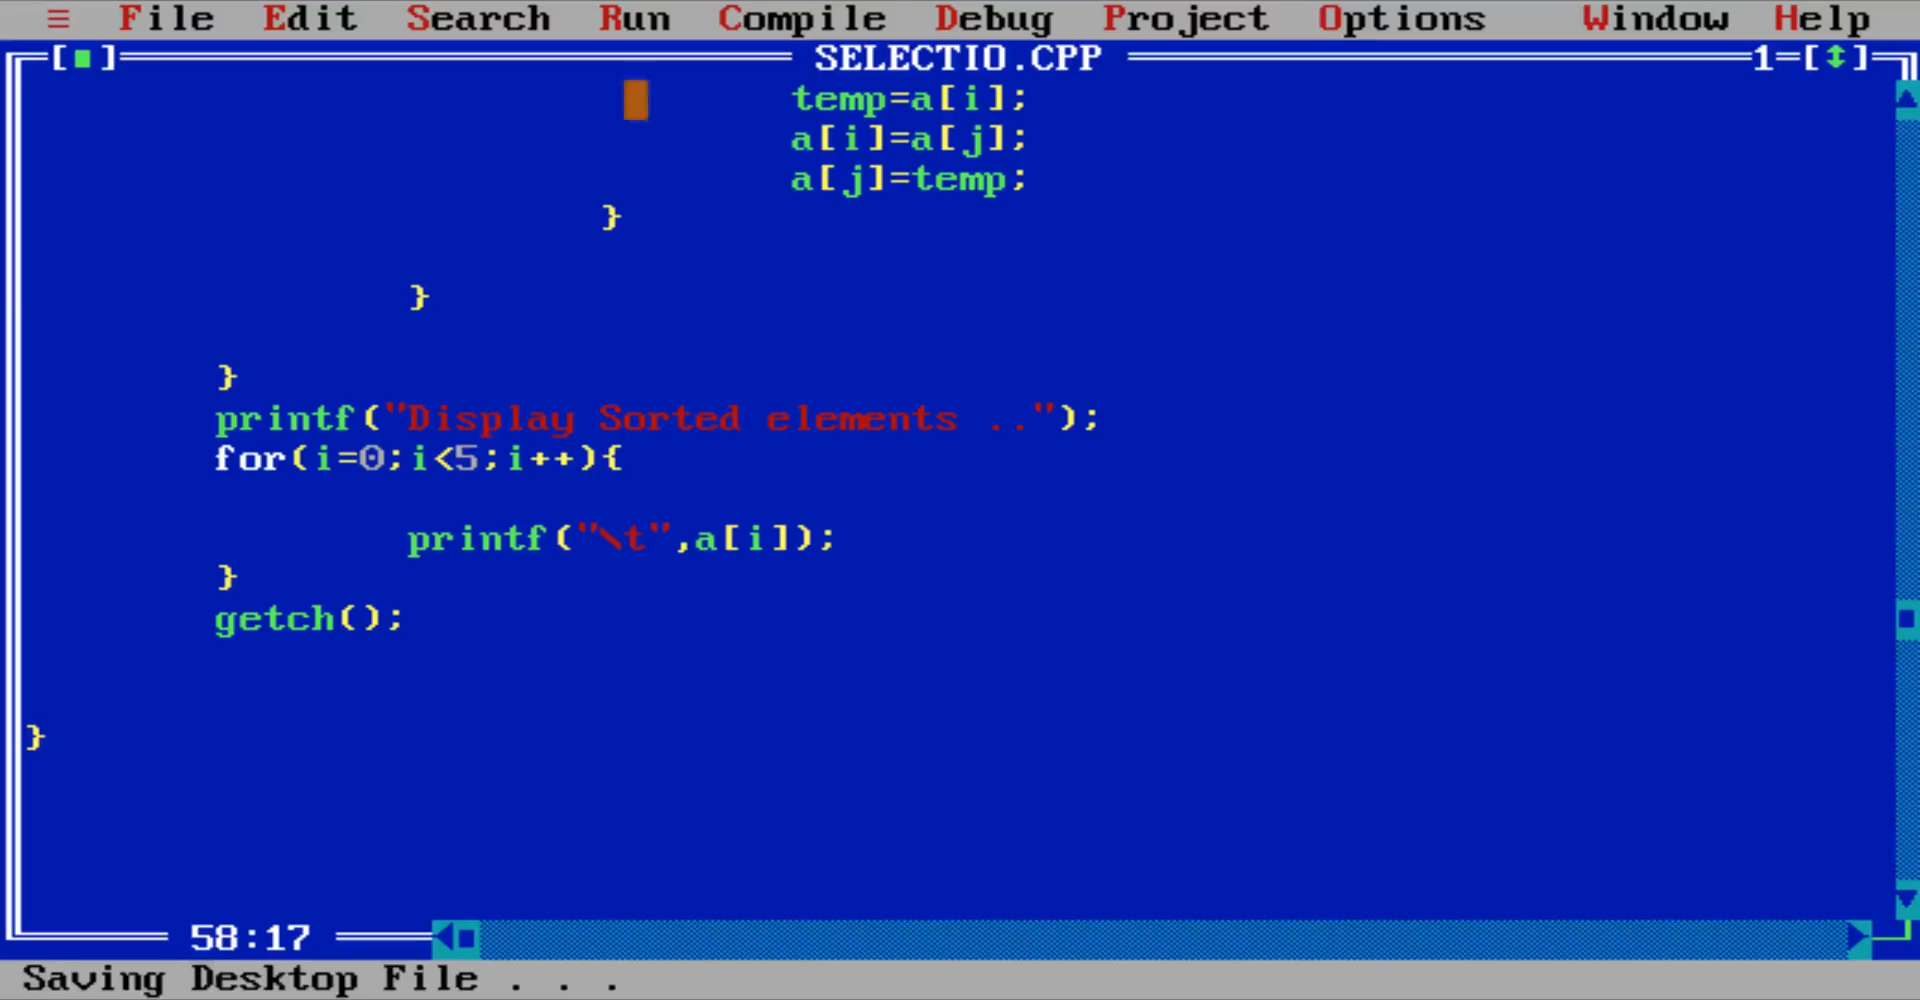 ≡ File Edit Search Run Compile Debug Project Options Window Help
[■] SELECTIO.CPP 1=[↕]
temp=a[i];
a[i]=a[j];
a[j]=temp;
}
}
}
printf("Display Sorted elements ..");
for(i=0;i<5;i++){
printf("\t",a[i]);
}
getch();
}
58:17
Saving Desktop File . . .